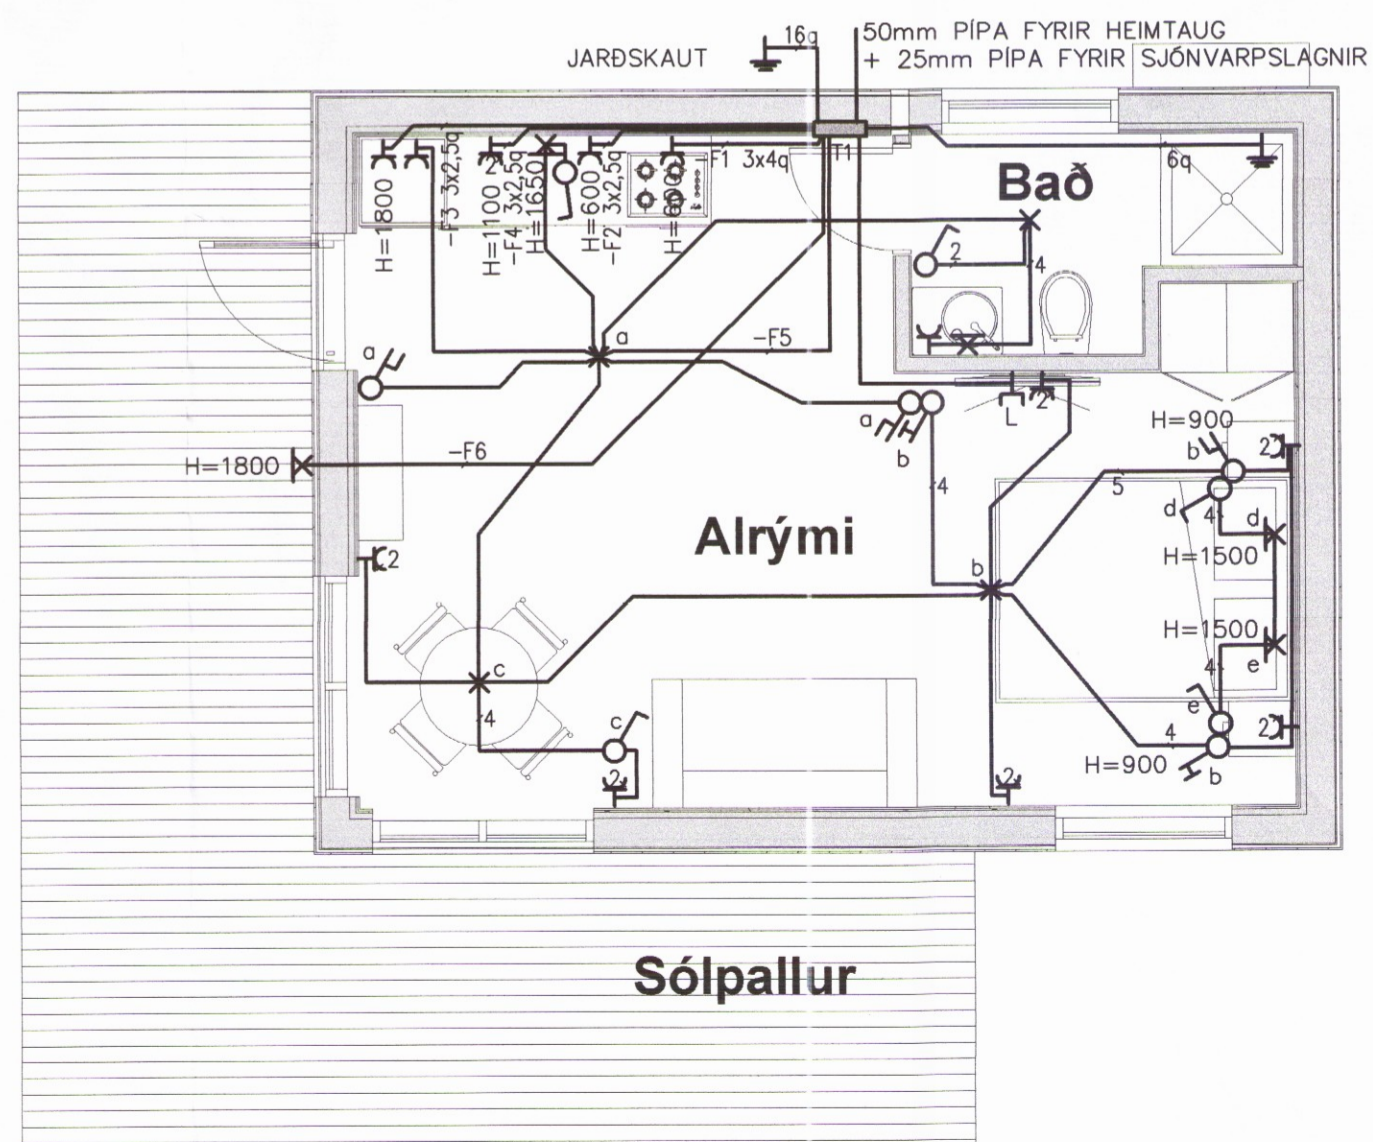 16q
50mm PÍPA FYRIR HEIMTAUG
JARÐSKAUT
+ 25mm PÍPA FYRIR SJÓNVARPSLAGNIR
H=1800
-F3 3x2,5q
2
H=1100
-F4 3x2,5q
H=1650
H=600
-F2 3x2,5q
-F1 3x4q
T1
6q
Bað
2
4
a
-F5
a
L
2
a
b
H=900
b
2
H=1800
-F6
4
5
d
4
d
H=1500
Alrými
2
b
H=1500
4
e
c
4
c
e
4
2
H=900
b
2
2
Sólpallur